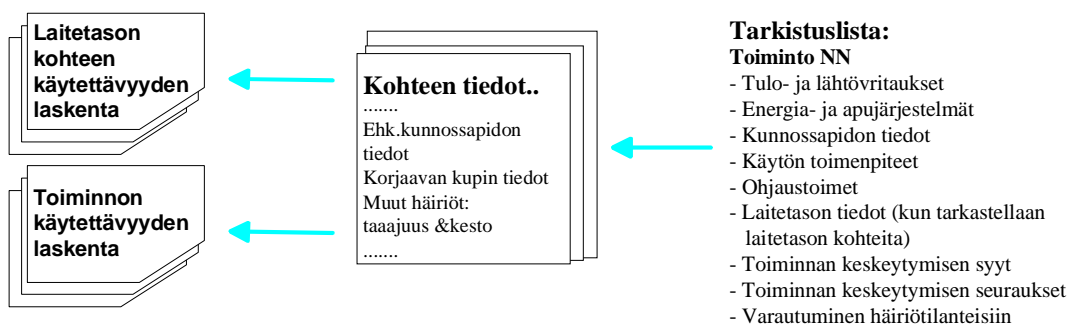 Laitetason
kohteen
käytettävyyden
laskenta
Toiminnon
käytettävyyden
laskenta
Kohteen tiedot..
.......
Ehk.kunnossapidon
tiedot
Korjaavan kupin tiedot
Muut häiriöt:
taaajuus &kesto
.......
Tarkistuslista:
Toiminto NN
- Tulo- ja lähtövritaukset
- Energia- ja apujärjestelmät
- Kunnossapidon tiedot
- Käytön toimenpiteet
- Ohjaustoimet
- Laitetason tiedot (kun tarkastellaan
laitetason kohteita)
- Toiminnan keskeytymisen syyt
- Toiminnan keskeytymisen seuraukset
- Varautuminen häiriötilanteisiin